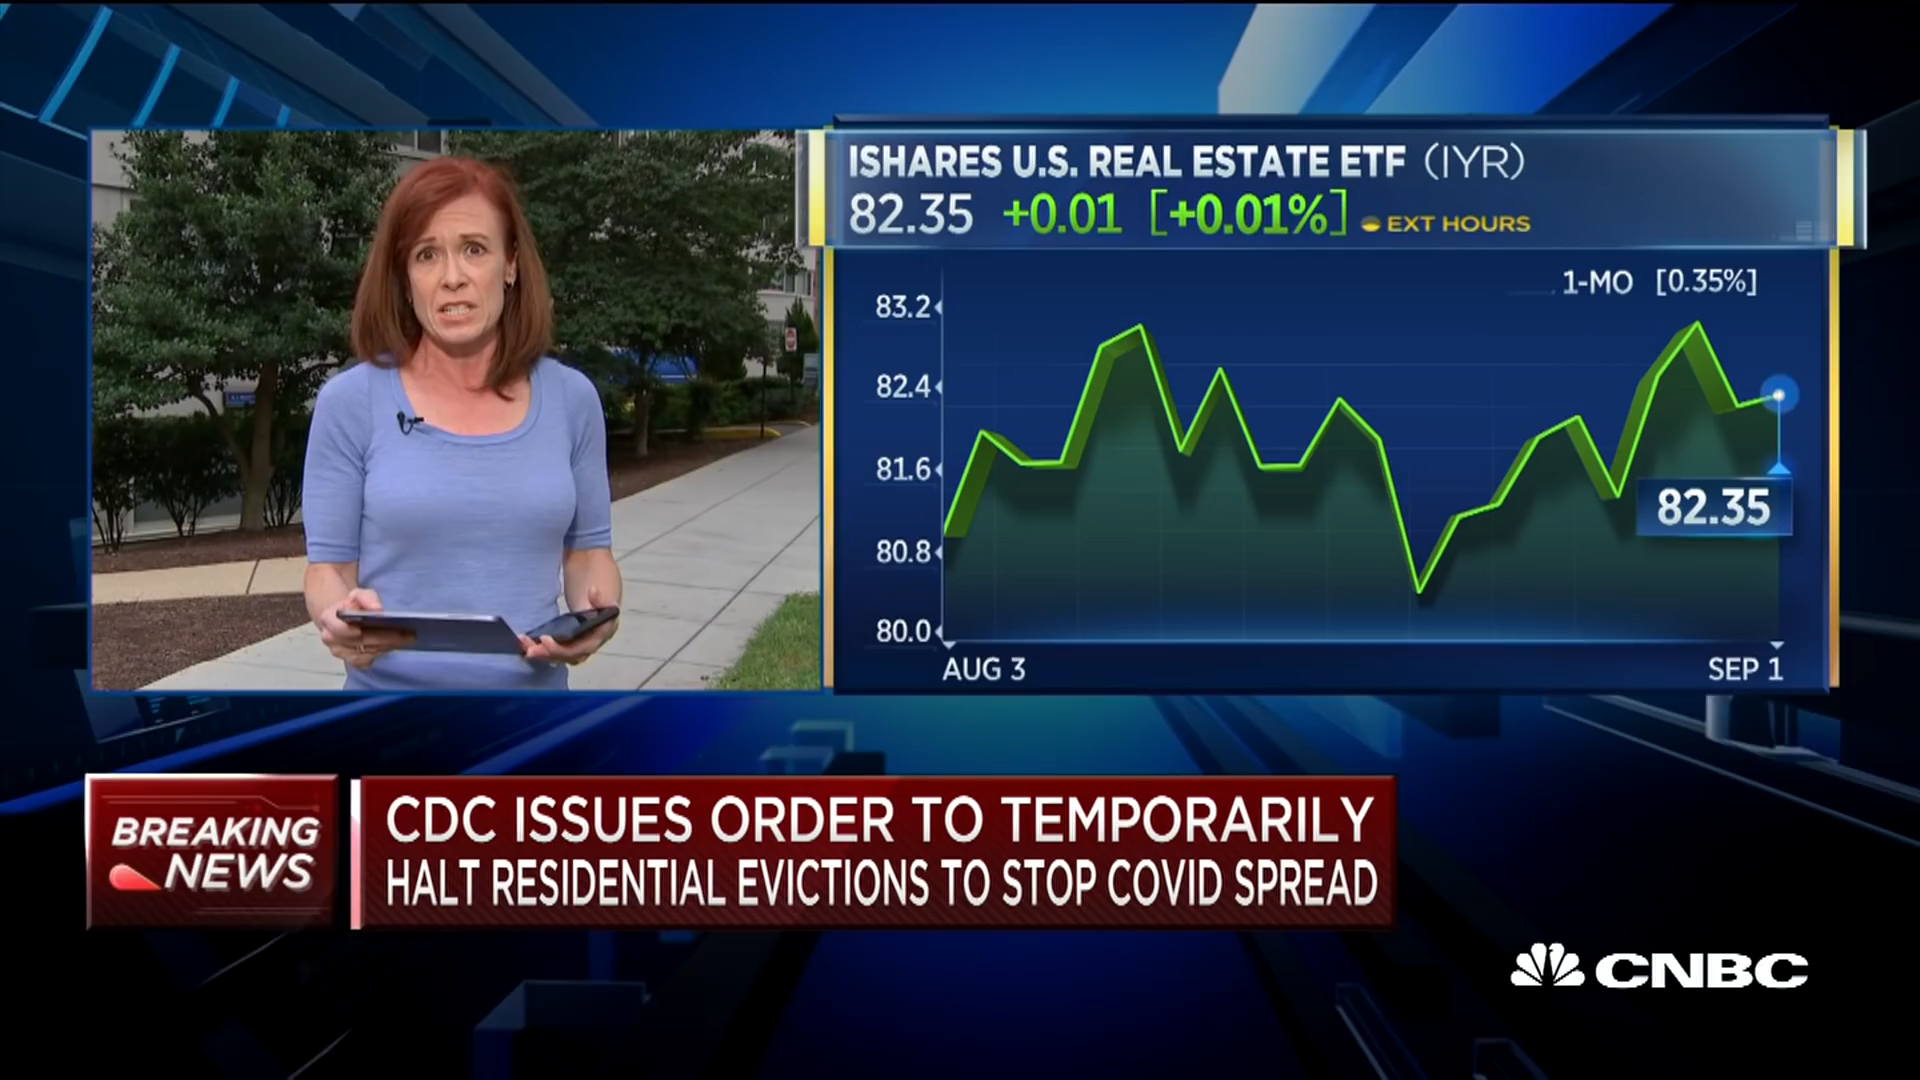 ISHARES U.S. REAL ESTATE ETF (IYR)
82.35 +0.01 [+0.01%] EXT HOURS
1-MO [0.35%]
83.2
82.4
81.6
80.8
80.0
82.35
AUG 3 SEP 1
BREAKING NEWS
CDC ISSUES ORDER TO TEMPORARILY
HALT RESIDENTIAL EVICTIONS TO STOP COVID SPREAD
CNBC